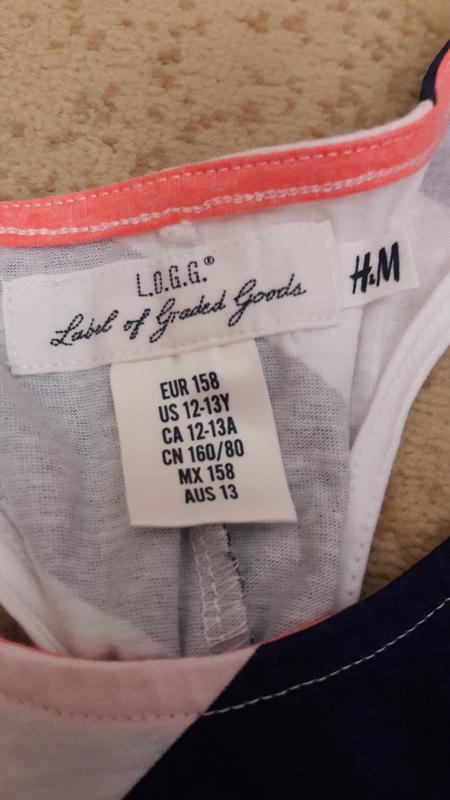 L.O.G.G.®
Label of Graded Goods
H&M
EUR 158
US 12-13Y
CA 12-13A
CN 160/80
MX 158
AUS 13